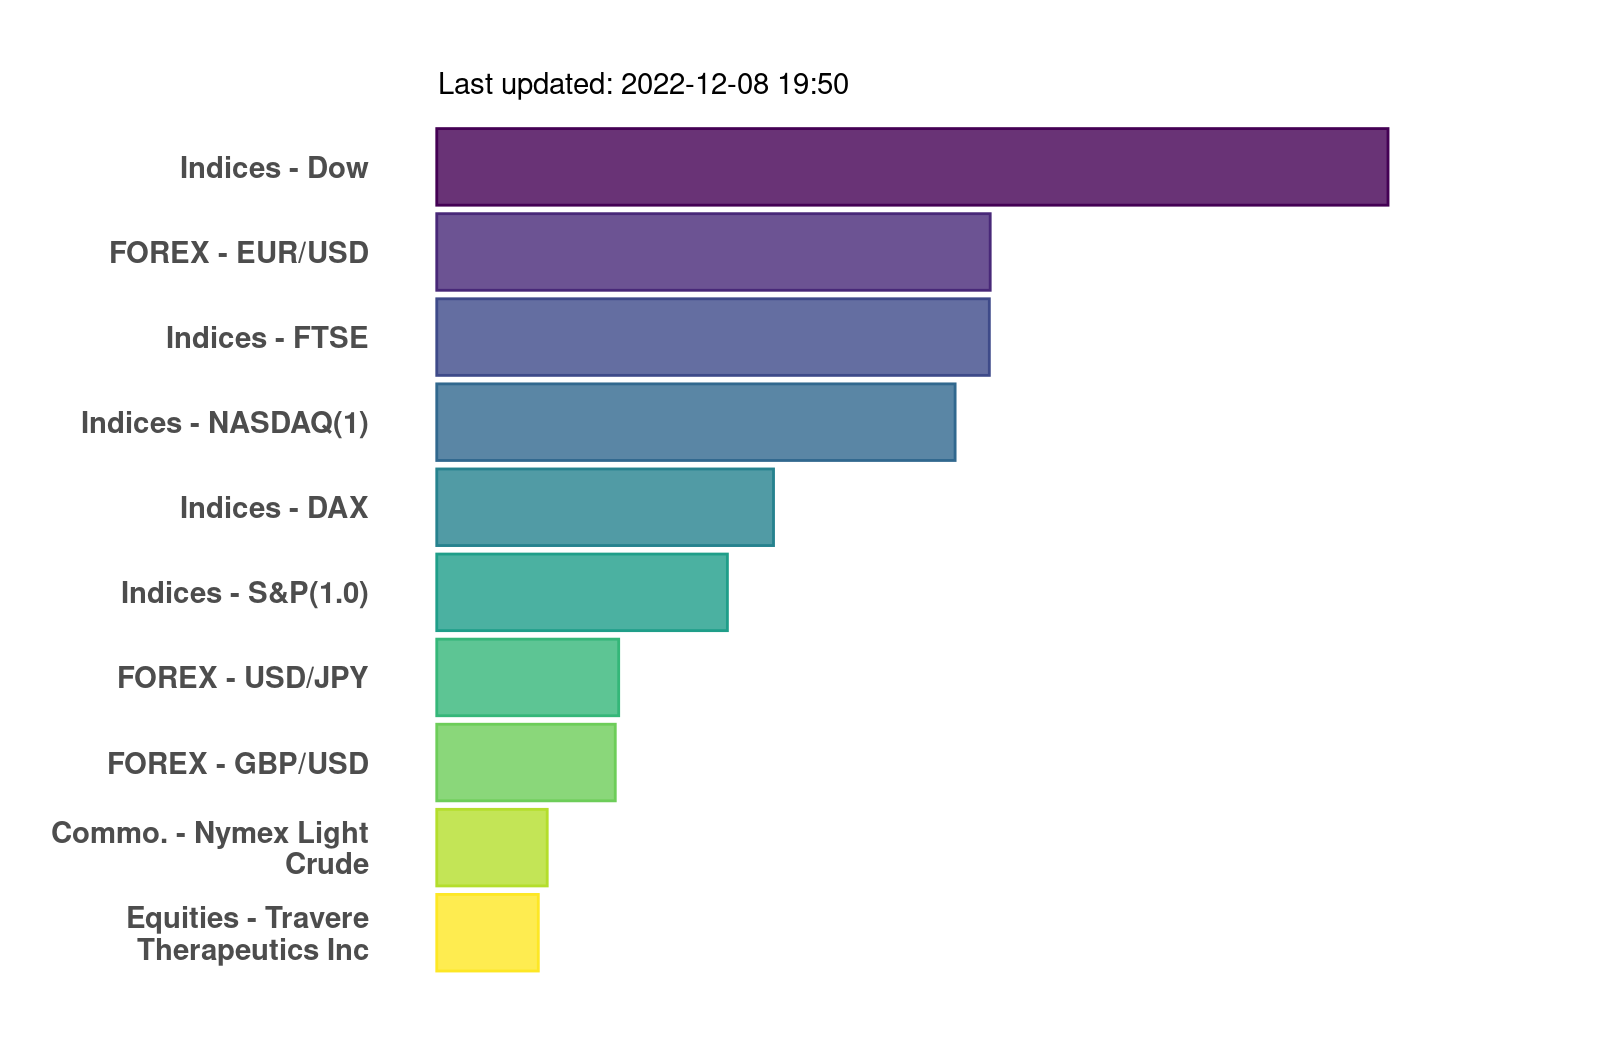 Last updated: 2022-12-08 19:50
Indices - Dow
FOREX - EUR/USD
Indices - FTSE
Indices - NASDAQ(1)
Indices - DAX
Indices - S&P(1.0)
FOREX - USD/JPY
FOREX - GBP/USD
Commo. - Nymex Light
Crude
Equities - Travere
Therapeutics Inc